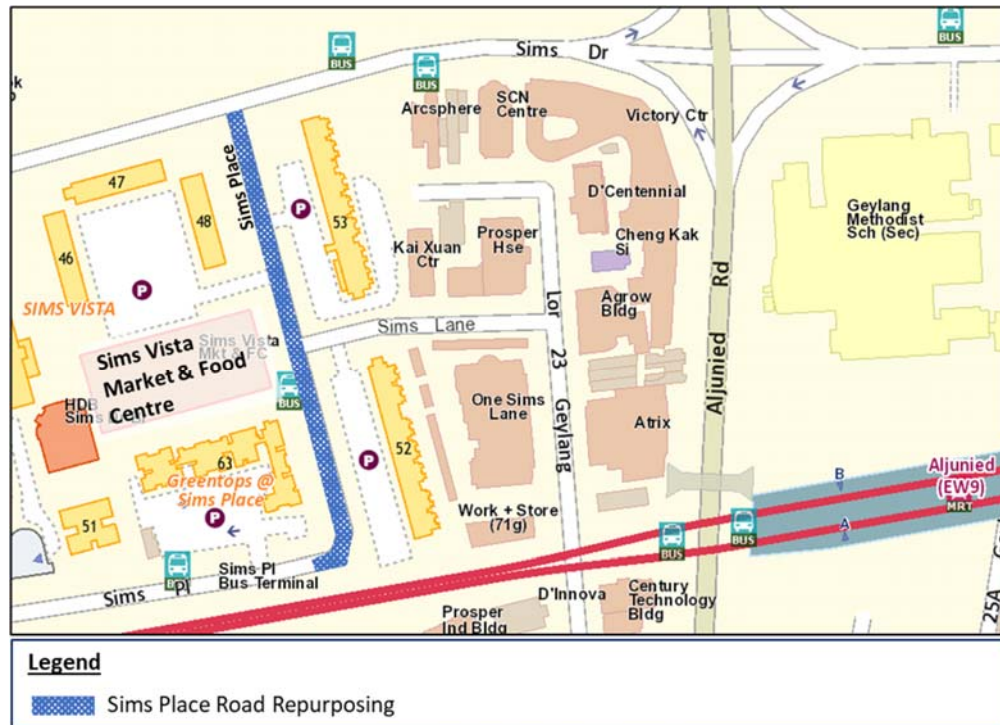 BUS
Sims Dr
BUS
BUS
Arcsphere
SCN
Centre
Victory Ctr
47
48
46
Sims Place
P
53
D'Centennial
Geylang
Methodist
Sch (Sec)
Kai Xuan
Ctr
Prosper
Hse
Cheng Kak
Si
P
SIMS VISTA
Agrow
Bldg
Lor 23 Geylang
Aljunied Rd
Sims Lane
Sims Vista
Mkt & FC
Sims Vista
Market & Food
Centre
BUS
HDB
Sims
One Sims
Lane
Atrix
52
P
63
Greentops @
Sims Place
P
51
Work + Store
(71g)
B
A
Aljunied
(EW9)
MRT
BUS
BUS
BUS
Sims Pl
Bus Terminal
Sims Pl
D'Innova
Century
Technology
Bldg
Prosper
Ind Bldg
25A
Legend
Sims Place Road Repurposing